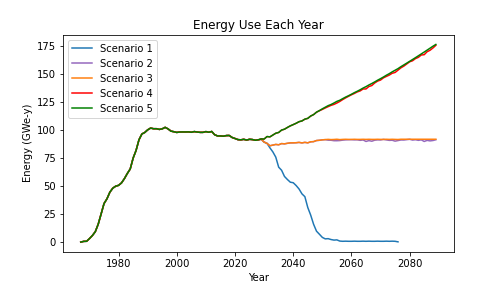 Energy Use Each Year
Energy (GWe-y)
175
150
125
100
75
50
25
0
Scenario 1
Scenario 2
Scenario 3
Scenario 4
Scenario 5
1980 2000 2020 2040 2060 2080
Year